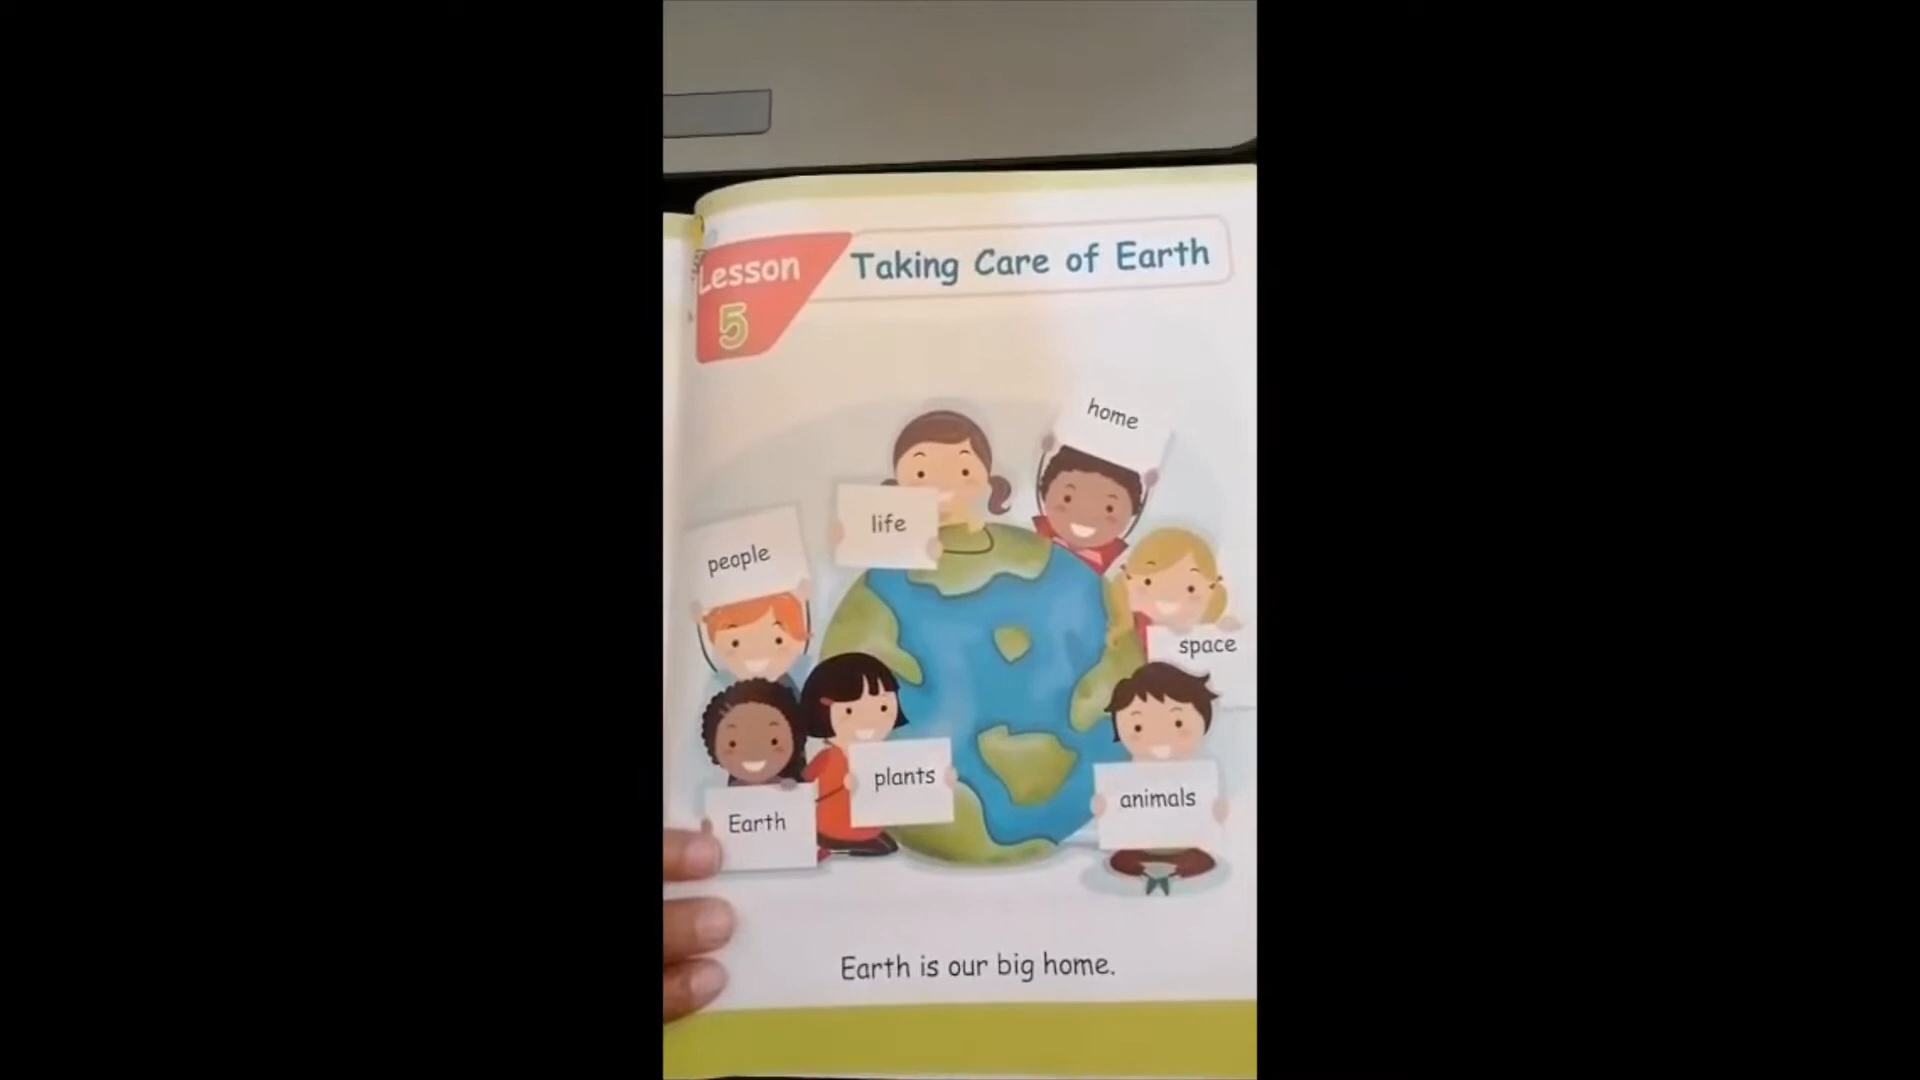 Lesson
5
Taking Care of Earth
home
life
people
space
plants
animals
Earth
Earth is our big home.